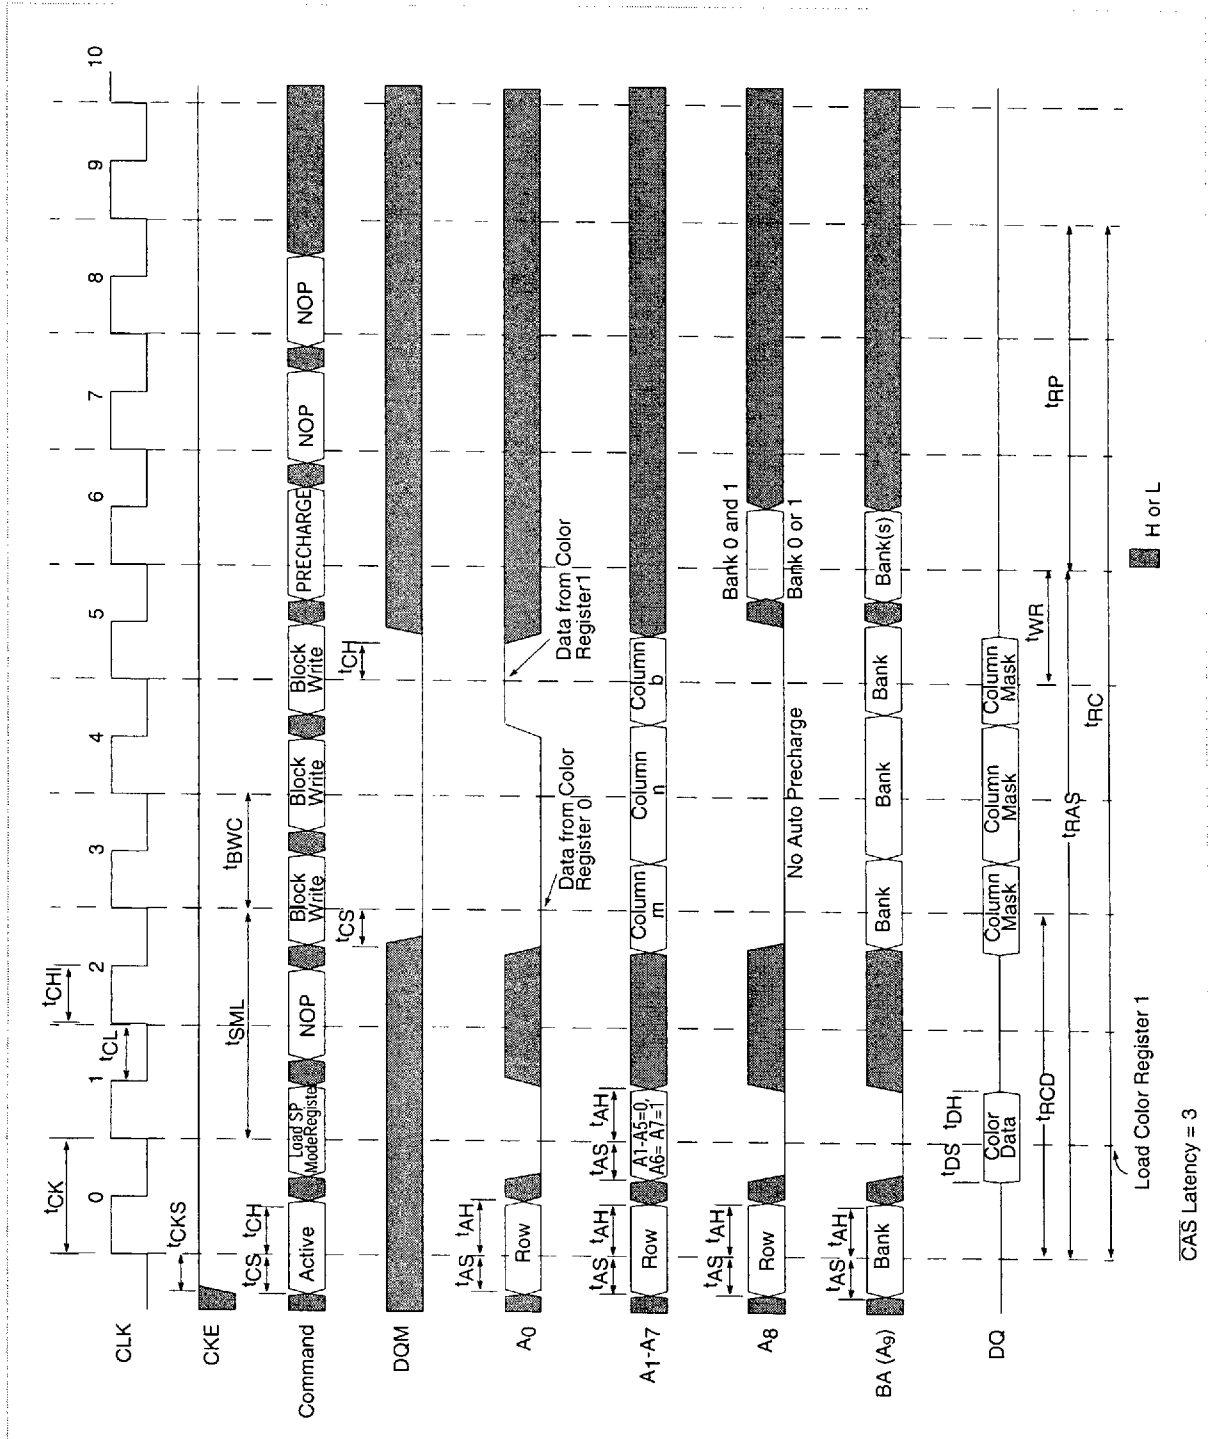 0 1 2 3 4 5 6 7 8 9 10
CLK
tCK tCL tCHI
CKE
tCKS
tSML tBWC
Command
tCS tCH
Active
Load SP ModeRegister
NOP
Block Write
Block Write
Block Write
PRECHARGE
NOP
NOP
DQM
tCS tCH
A0
tAS tAH
Row
Data from Color Register 0
Data from Color Register1
A1-A7
tAS tAH
Row
tAS tAH
A1-A5=0, A6= A7=1
Column m
Column n
Column b
A8
tAS tAH
Row
No Auto Precharge
Bank 0 and 1
Bank 0 or 1
BA (A9)
tAS tAH
Bank
Bank
Bank
Bank
Bank(s)
DQ
tDS tDH
Color Data
Column Mask
Column Mask
Column Mask
tRCD tWR
tRAS tRP
tRC
Load Color Register 1
H or L
CAS Latency = 3